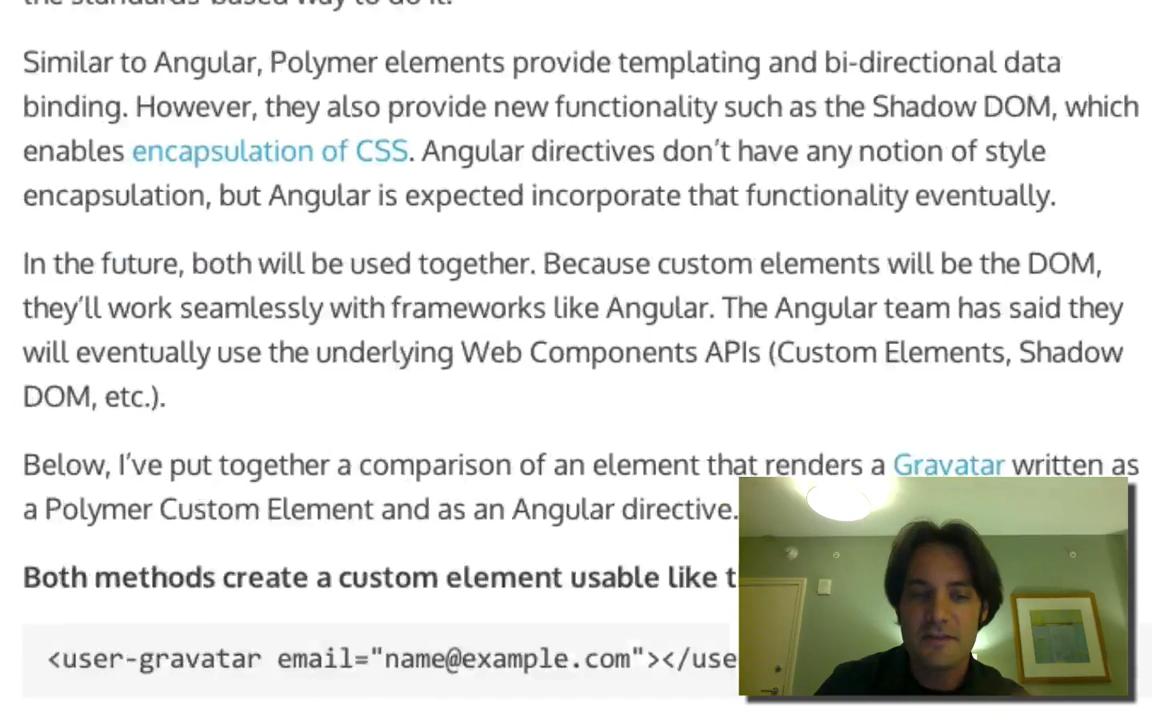 Similar to Angular, Polymer elements provide templating and bi-directional data
binding. However, they also provide new functionality such as the Shadow DOM, which
enables encapsulation of CSS. Angular directives don't have any notion of style
encapsulation, but Angular is expected incorporate that functionality eventually.
In the future, both will be used together. Because custom elements will be the DOM,
they'll work seamlessly with frameworks like Angular. The Angular team has said they
will eventually use the underlying Web Components APIs (Custom Elements, Shadow
DOM, etc.).
Below, I've put together a comparison of an element that renders a Gravatar written as
a Polymer Custom Element and as an Angular directive.
Both methods create a custom element usable like t
<user-gravatar email="name@example.com"></use